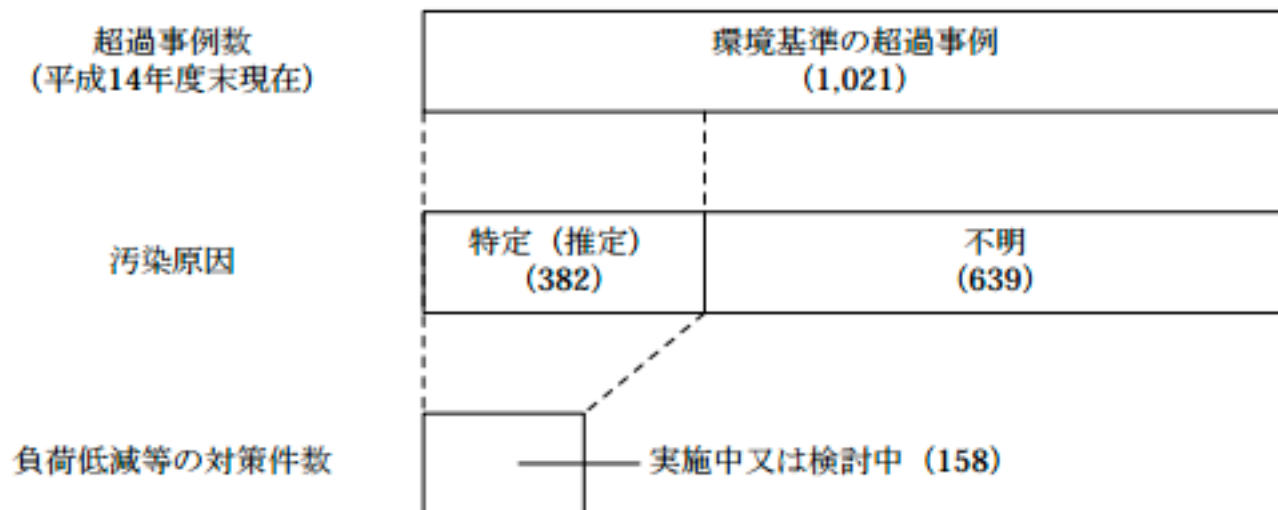 超過事例数
（平成14年度末現在）
環境基準の超過事例
（1,021）
汚染原因
特定（推定）
（382）
不明
（639）
負荷低減等の対策件数
実施中又は検討中（158）